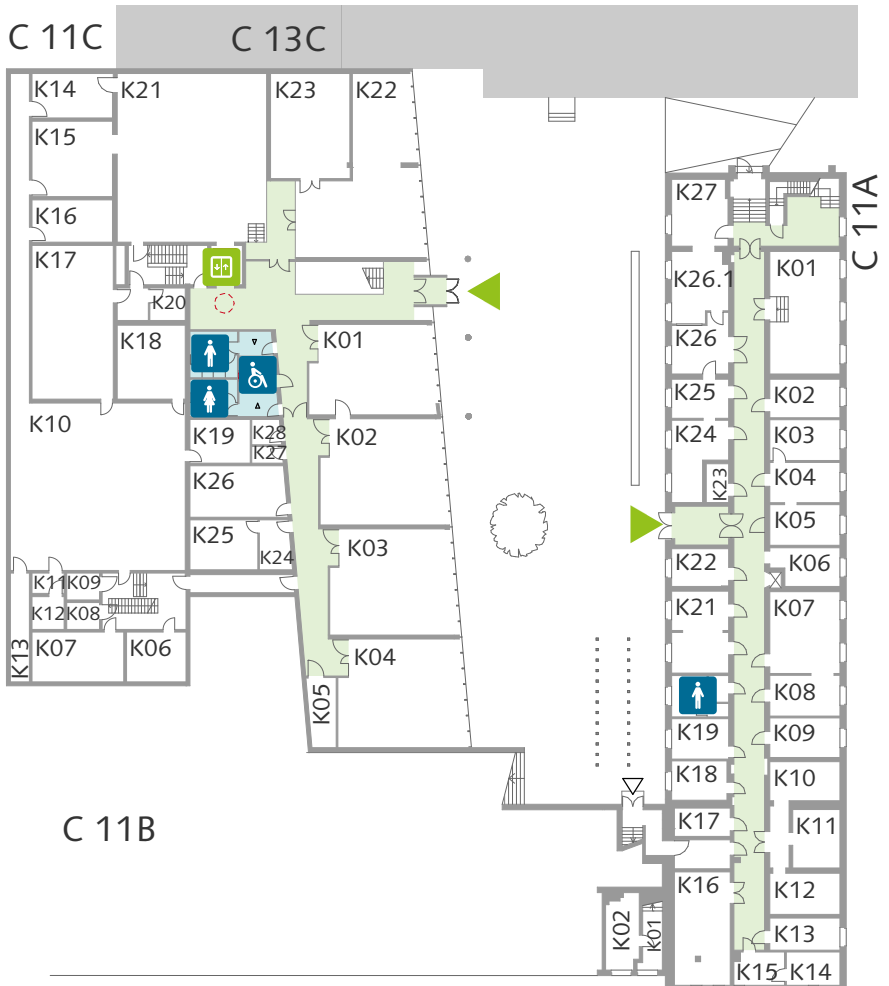 C 11C
C 13C
K14
K21
K23
K22
K15
K16
K17
K20
K18
K01
K10
K19
K28
K27
K02
K26
K25
K24
K03
K11
K09
K12
K08
K13
K07
K06
K04
K05
C 11B
C 11A
K27
K26.1
K01
K26
K25
K02
K24
K03
K23
K04
K05
K22
K06
K21
K07
K08
K19
K09
K18
K10
K17
K11
K16
K12
K02
K01
K13
K15
K14